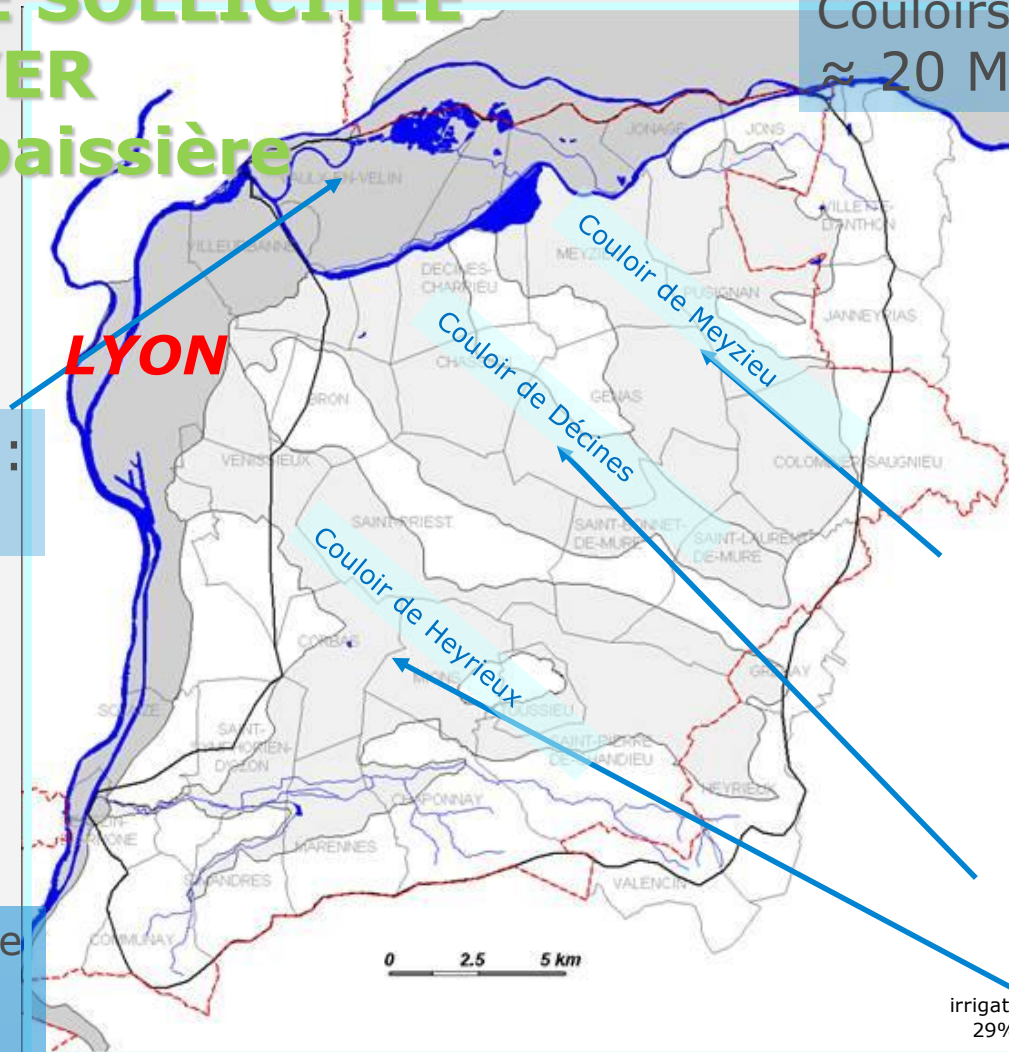 E SOLLICITEE
ER
paissière
Couloirs
≈ 20 M
JONAGE
JONS
VAULX-EN-VELIN
VILLETTE-
D'ANTHON
VILLEURBANNE
MEYZIEU
DECINES-
CHARPIEU
PUSIGNAN
JANNEYRIAS
Couloir de Meyzieu
LYON
Couloir de Décines
GENAS
BRON
:
VENISSIEUX
COLOMBIER-SAUGNIEU
SAINT-PRIEST
SAINT-BONNET-
DE-MURE
SAINT-LAURENT
DE-MURE
Couloir de Heyrieux
CORBAS
MIONS
GRENAY
TOUSSIEU
SAINT-
SYMPHORIEN-
D'OZON
SAINT-PIERRE
DE-CHANDIEU
HEYRIEUX
CHAPONNAY
MARENNES
SIMANDRES
VALENCIN
COMMUNAY
e
0 2.5 5 km
irrigat
29%